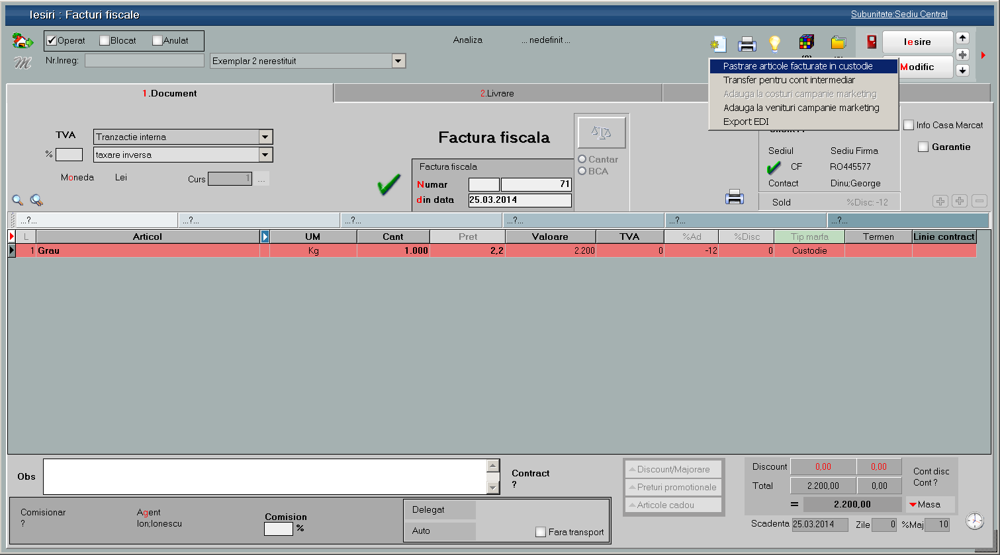 Iesiri : Facturi fiscale
Subunitate:Sediu Central
Operat Blocat Anulat
Analiza ... nedefinit ...
Iesire
Nr.Inreg: Exemplar 2 nerestituit
Modific
Pastrare articole facturate in custodie
Transfer pentru cont intermediar
Adauga la costuri campanie marketing
Adauga la venituri campanie marketing
Export EDI
1.Document 2.Livrare
Info Casa Marcat
Garantie
TVA Tranzactie interna
% taxare inversa
Moneda Lei Curs 1 ...
Factura fiscala
Factura fiscala
Numar 71
din data 25.03.2014
Cantar
BCA
Sediul Sediu Firma
CF RO445577
Contact Dinu;George
Sold %Disc: -12
...?... ...?... ...?... ...?... ...?... ...?...
L Articol UM Cant Pret Valoare TVA %Ad %Disc Tip marfa Termen Linie contract
1 Grau Kg 1.000 2,2 2.200 0 -12 0 Custodie
Obs
Contract
?
Discount/Majorare
Preturi promotionale
Articole cadou
Discount 0,00 0,00
Total 2.200,00 0,00
= 2.200,00
Cont disc
Cont ?
Masa
Scadenta 25.03.2014 Zile 0 %Maj 10
Comisionar
?
Agent
Ion;Ionescu
Comision
%
Delegat
Auto
Fara transport